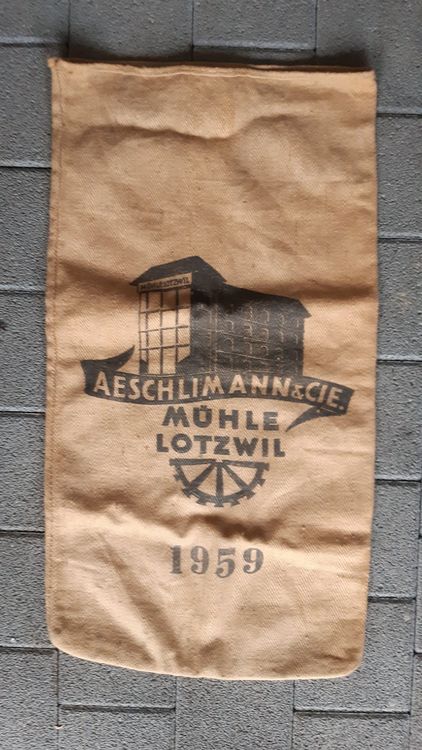 MÜHLE LOTZWIL
AESCHLIMANN & CIE.
MÜHLE
LOTZWIL
1959